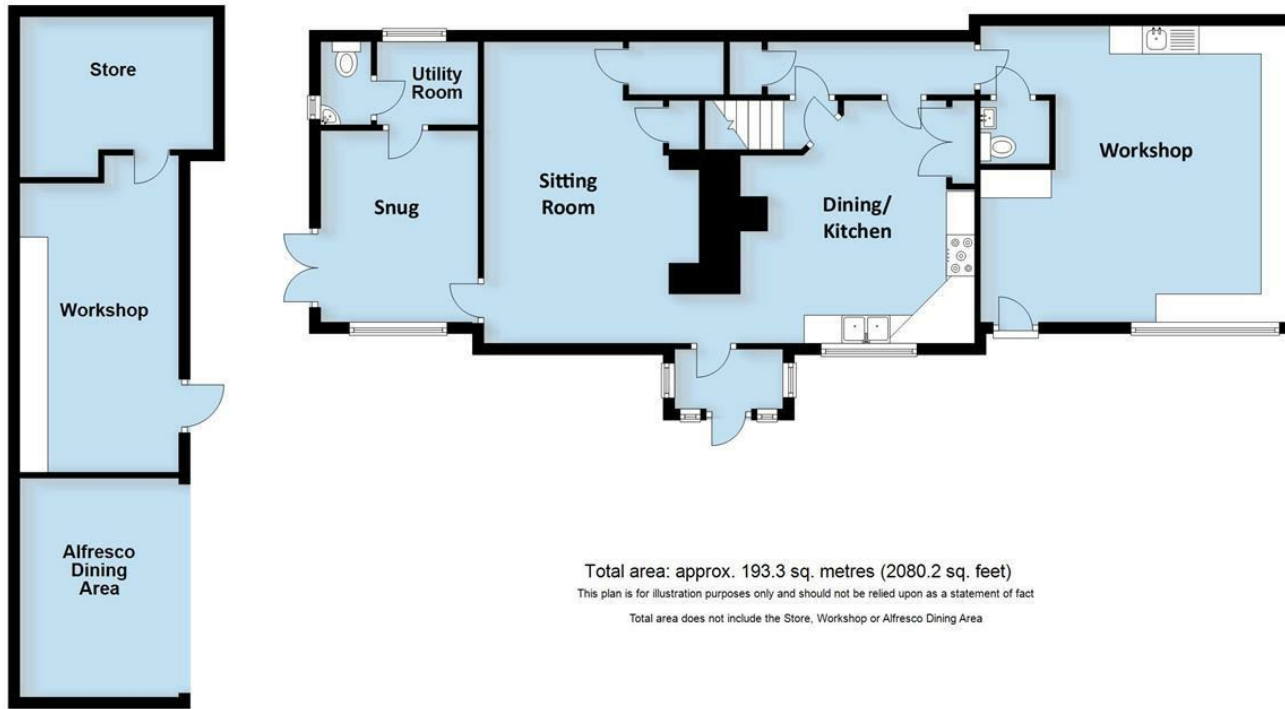 Store
Workshop
Alfresco
Dining
Area
Utility
Room
Snug
Sitting
Room
Dining/
Kitchen
Workshop
Total area: approx. 193.3 sq. metres (2080.2 sq. feet)
This plan is for illustration purposes only and should not be relied upon as a statement of fact
Total area does not include the Store, Workshop or Alfresco Dining Area